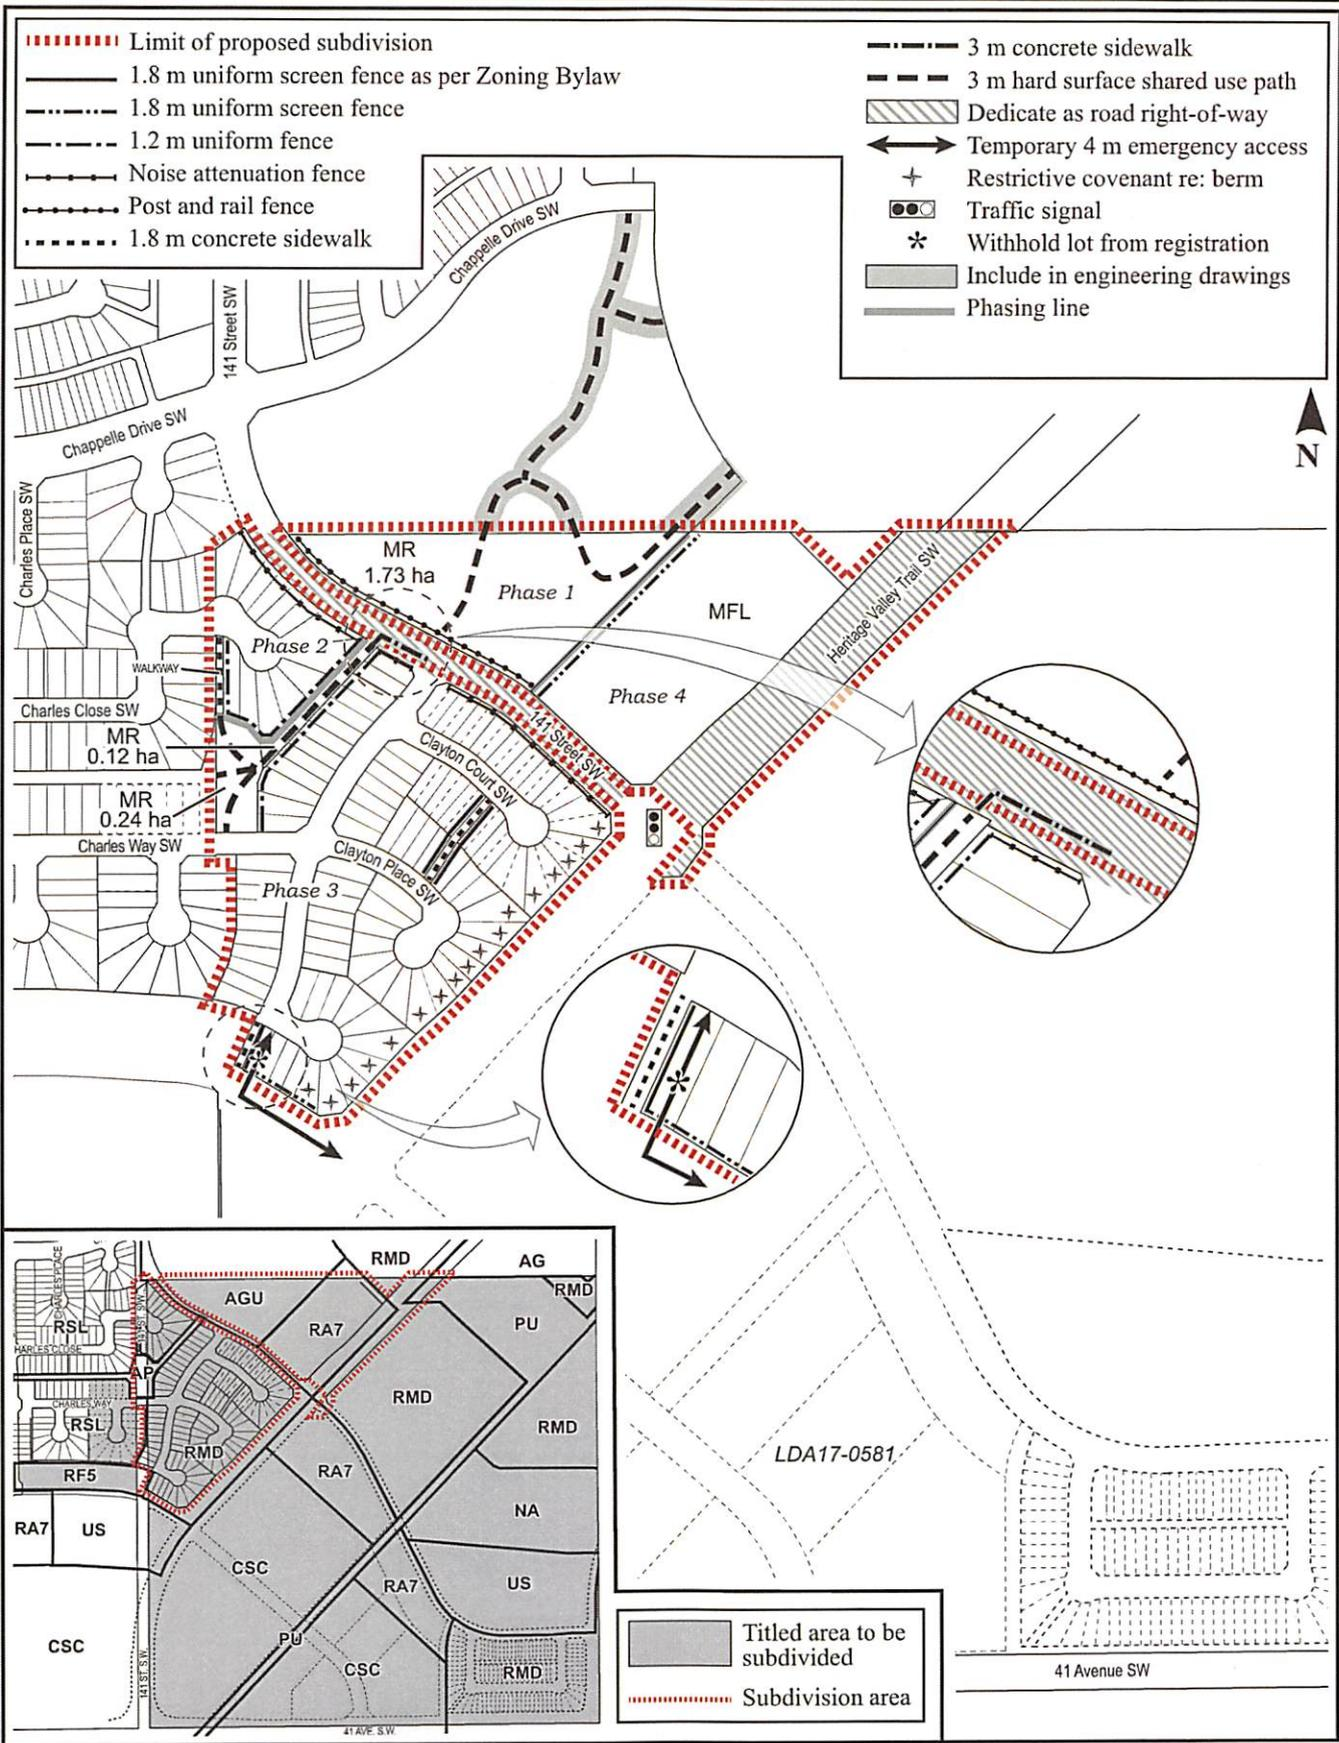 Limit of proposed subdivision
1.8 m uniform screen fence as per Zoning Bylaw
1.8 m uniform screen fence
1.2 m uniform fence
Noise attenuation fence
Post and rail fence
1.8 m concrete sidewalk
3 m concrete sidewalk
3 m hard surface shared use path
Dedicate as road right-of-way
Temporary 4 m emergency access
Restrictive covenant re: berm
Traffic signal
Withhold lot from registration
Include in engineering drawings
Phasing line
N
Chappelle Drive SW
141 Street SW
Chappelle Drive SW
Charles Place SW
MR
1.73 ha
Phase 1
MFL
Heritage Valley Trail SW
Phase 2
WALKWAY
Phase 4
Charles Close SW
141 Street SW
MR
0.12 ha
Clayton Court SW
MR
0.24 ha
Charles Way SW
Clayton Place SW
Phase 3
LDA17-0581
41 Avenue SW
RMD
AG
CHARLES PLACE
AGU
RMD
RSL
141 ST. S.W.
RA7
PU
HARLES CLOSE
AP
RMD
CHARLES WAY
RSL
RMD
RMD
RF5
RA7
NA
RA7
US
CSC
RA7
US
CSC
PU
CSC
RMD
141 ST. S.W.
41 AVE. S.W.
Titled area to be
subdivided
Subdivision area